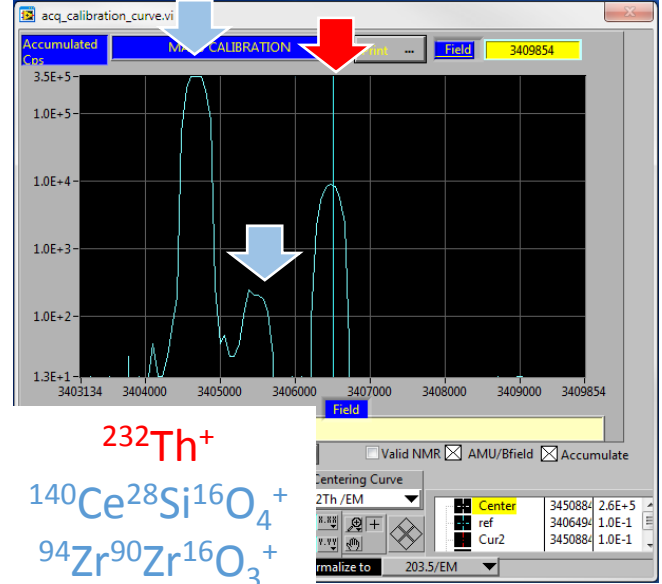 acq_calibration_curve.vi
Accumulated Cps
CALIBRATION
...
Field
3409854
3.5E+5
1.0E+5
1.0E+4
1.0E+3
1.0E+2
1.3E+1
3403134 3404000 3405000 3406000 3407000 3408000 3409000 3409854
Field
Valid NMR AMU/Bfield Accumulate
²³²Th⁺
¹⁴⁰Ce²⁸Si¹⁶O₄⁺
⁹⁴Zr⁹⁰Zr¹⁶O₃⁺
Centering Curve
2Th /EM
Center 3450884 2.6E+5
ref 3406494 1.0E-1
Cur2 3450884 1.0E-1
to 203.5/EM